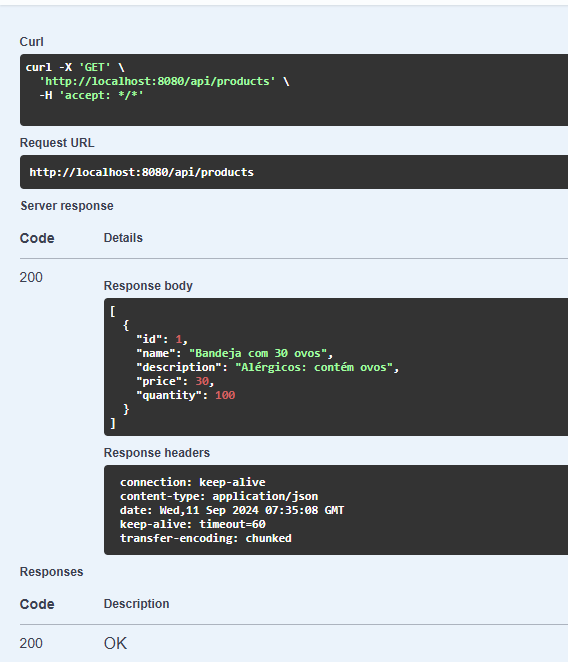 Curl
curl -X 'GET' \
'http://localhost:8080/api/products' \
-H 'accept: */*'
Request URL
http://localhost:8080/api/products
Server response
Code Details
200
Response body
[
{
"id": 1,
"name": "Bandeja com 30 ovos",
"description": "Alérgicos: contém ovos",
"price": 30,
"quantity": 100
}
]
Response headers
connection: keep-alive
content-type: application/json
date: Wed,11 Sep 2024 07:35:08 GMT
keep-alive: timeout=60
transfer-encoding: chunked
Responses
Code Description
200 OK